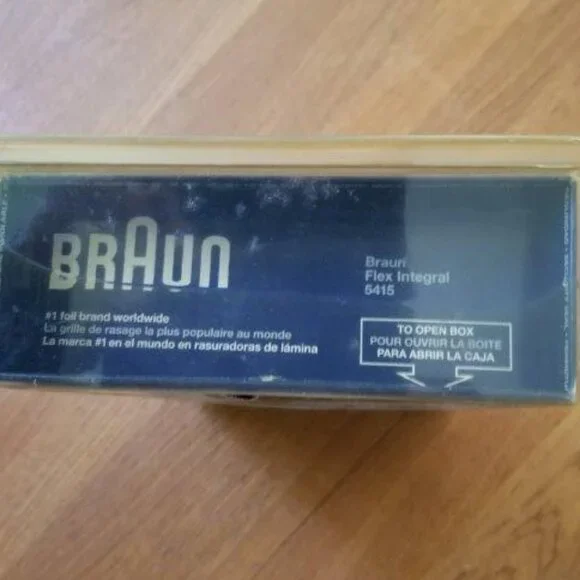 BRAUN
Braun
Flex Integral
5415
#1 foil brand worldwide
La grille de rasage la plus populaire au monde
La marca #1 en el mundo en rasuradoras de lámina
TO OPEN BOX
POUR OUVRIR LA BOITE
PARA ABRIR LA CAJA